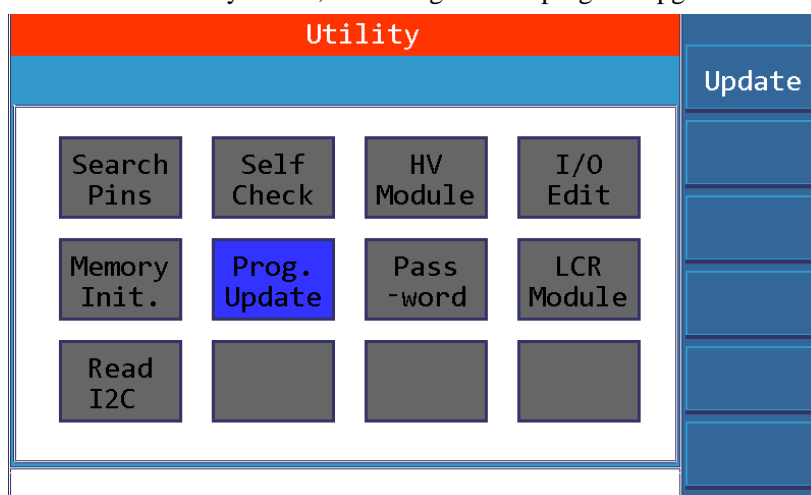 Utility
Update
Search
Pins
Self
Check
HV
Module
I/O
Edit
Memory
Init.
Prog.
Update
Pass
-word
LCR
Module
Read
I2C